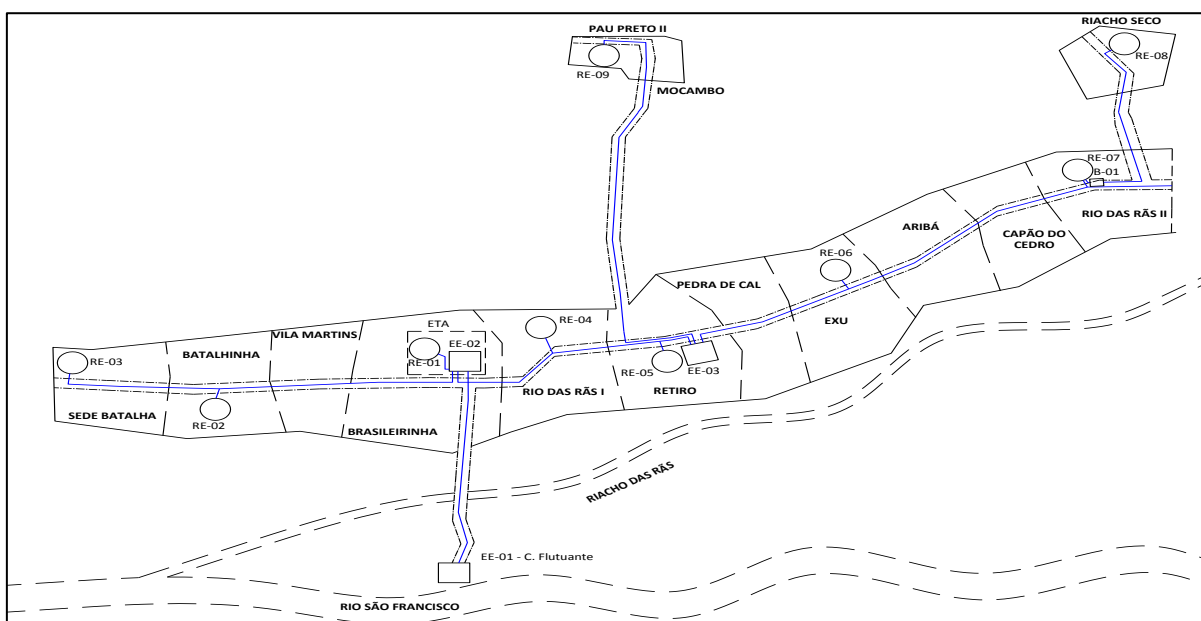 PAU PRETO II
RIACHO SECO
RE-09
RE-08
MOCAMBO
RE-07
B-01
RIO DAS RÃS II
ARIBÁ
CAPÃO DO
CEDRO
RE-06
PEDRA DE CAL
EXU
ETA
RE-04
VILA MARTINS
BATALHINHA
EE-02
RE-01
RE-03
RE-05
EE-03
RIO DAS RÃS I
RETIRO
SEDE BATALHA
RE-02
BRASILEIRINHA
RIACHO DAS RÃS
EE-01 - C. Flutuante
RIO SÃO FRANCISCO